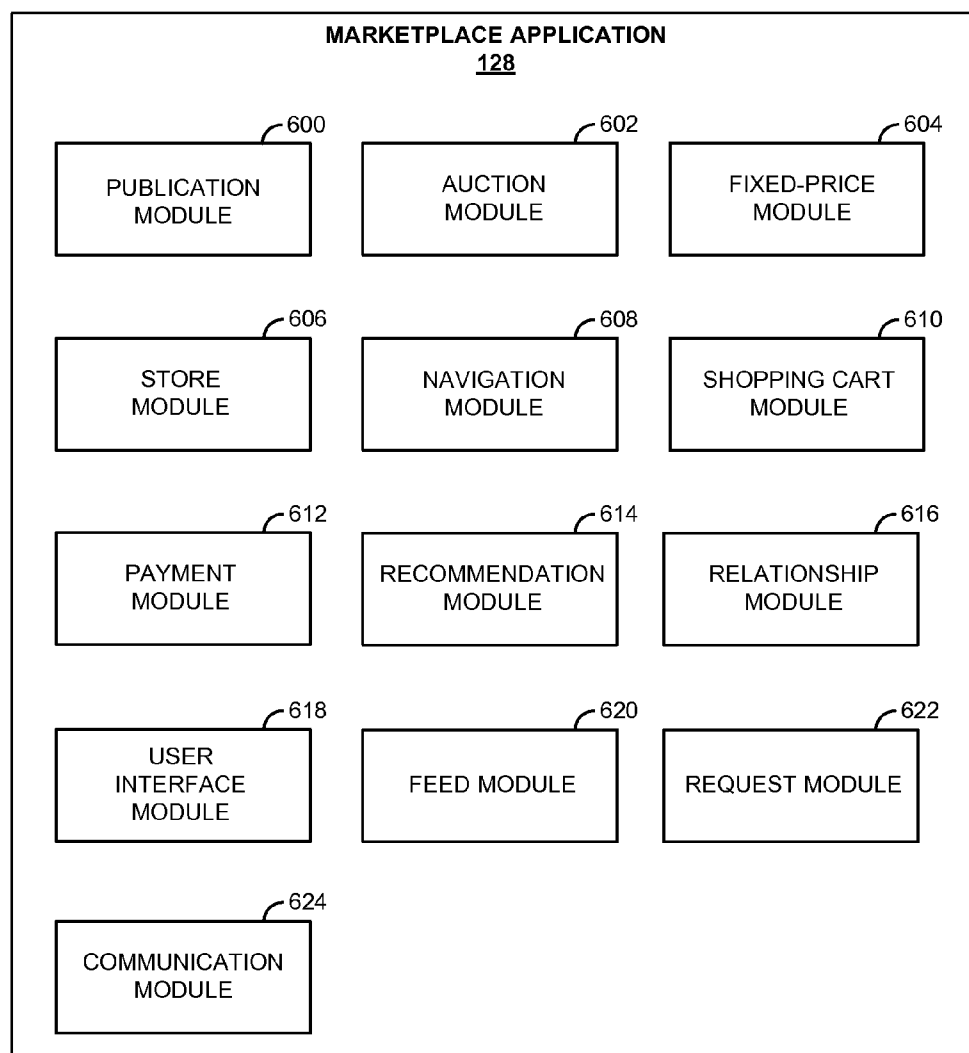 MARKETPLACE APPLICATION
128
600
PUBLICATION
MODULE
602
AUCTION
MODULE
604
FIXED-PRICE
MODULE
606
STORE
MODULE
608
NAVIGATION
MODULE
610
SHOPPING CART
MODULE
612
PAYMENT
MODULE
614
RECOMMENDATION
MODULE
616
RELATIONSHIP
MODULE
618
USER
INTERFACE
MODULE
620
FEED MODULE
622
REQUEST MODULE
624
COMMUNICATION
MODULE